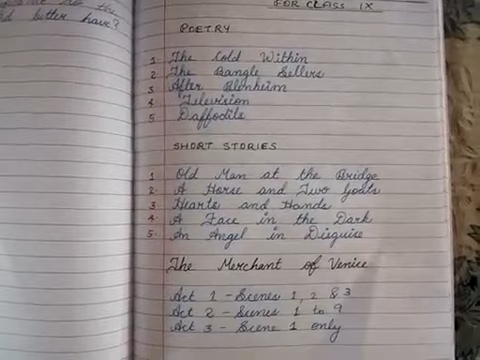 d better have?
FOR CLASS IX
POETRY
1. The Cold Within
2. The Bangle Sellers
3. After Blenheim
4. Television
5. Daffodils
SHORT STORIES
1. Old Man at the Bridge
2. A Horse and Two Goats
3. Hearts and Hands
4. A Face in the Dark
5. An Angel in Disguise
The Merchant of Venice
Act 1 - Scenes 1, 2 & 3
Act 2 - Scenes 1 to 9
Act 3 - Scene 1 only